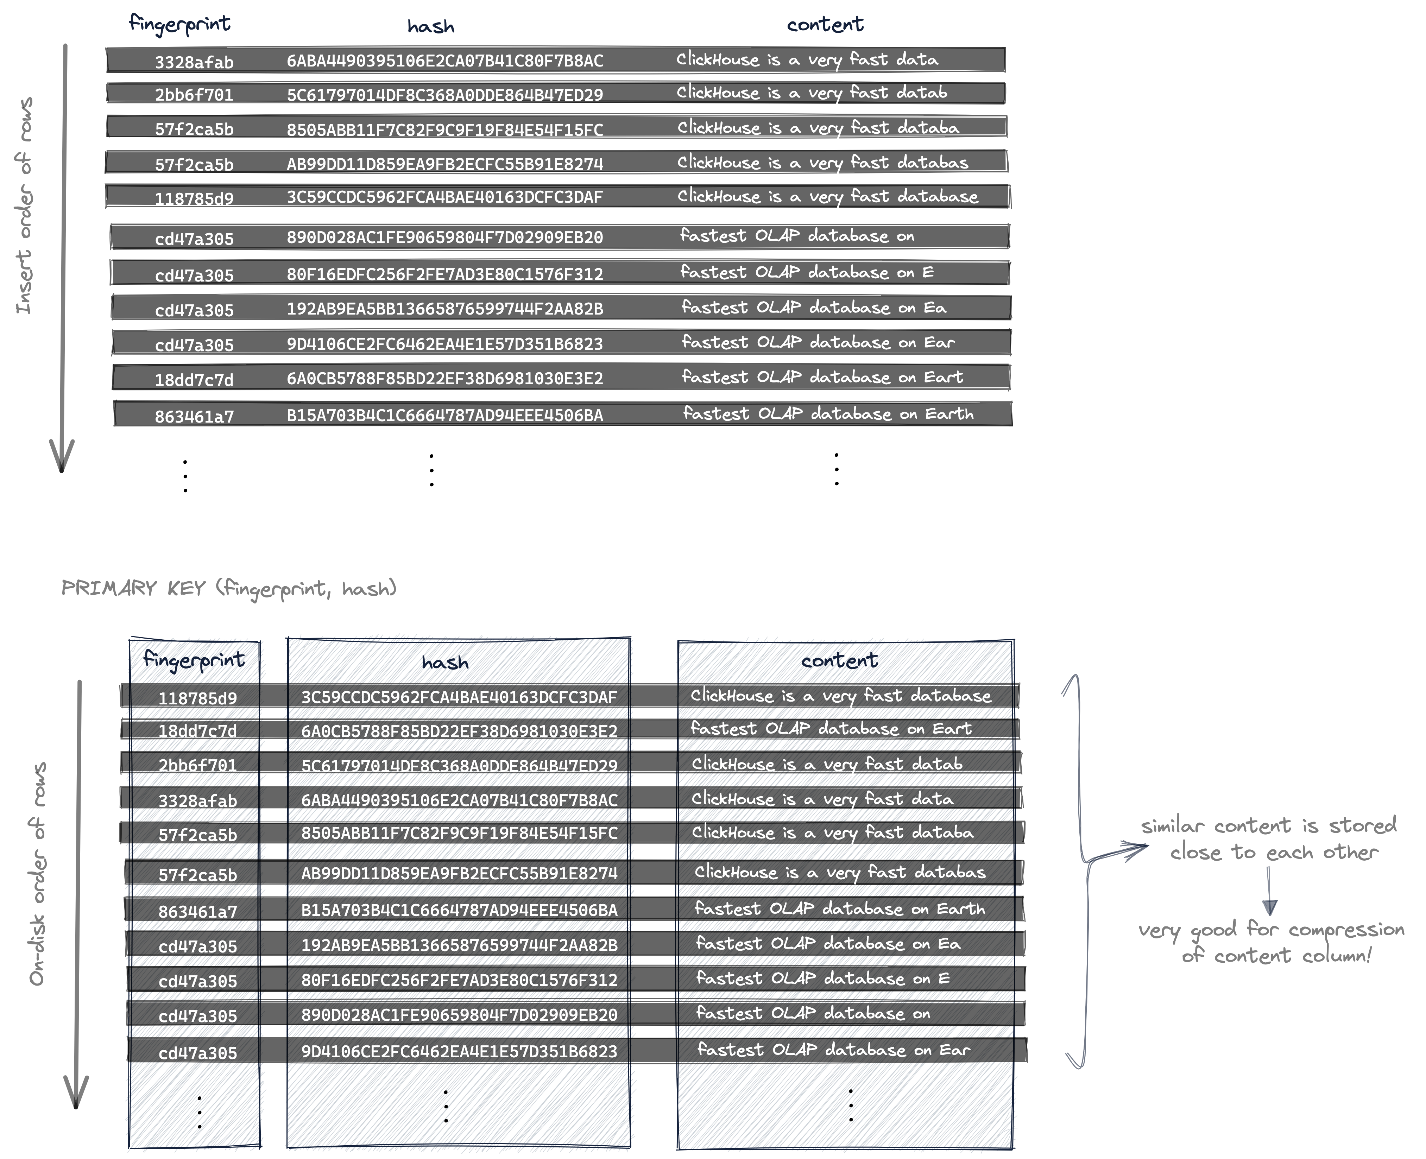 fingerprint hash content
Insert order of rows
3328afab 6ABA4490395106E2CA07B41C80F7B8AC ClickHouse is a very fast data
2bb6f701 5C61797014DF8C368A0DDE864B47ED29 ClickHouse is a very fast datab
57f2ca5b 8505ABB11F7C82F9C9F19F84E54F15FC ClickHouse is a very fast databa
57f2ca5b AB99DD11D859EA9FB2ECFC55B91E8274 ClickHouse is a very fast databas
118785d9 3C59CCDC5962FCA4BAE40163DCFC3DAF ClickHouse is a very fast database
cd47a305 890D028AC1FE90659804F7D02909EB20 fastest OLAP database on
cd47a305 80F16EDFC256F2FE7AD3E80C1576F312 fastest OLAP database on E
cd47a305 192AB9EA5BB13665876599744F2AA82B fastest OLAP database on Ea
cd47a305 9D4106CE2FC6462EA4E1E57D351B6823 fastest OLAP database on Ear
18dd7c7d 6A0CB5788F85BD22EF38D6981030E3E2 fastest OLAP database on Eart
863461a7 B15A703B4C1C6664787AD94EEE4506BA fastest OLAP database on Earth
PRIMARY KEY (fingerprint, hash)
fingerprint hash content
On-disk order of rows
118785d9 3C59CCDC5962FCA4BAE40163DCFC3DAF ClickHouse is a very fast database
18dd7c7d 6A0CB5788F85BD22EF38D6981030E3E2 fastest OLAP database on Eart
2bb6f701 5C61797014DF8C368A0DDE864B47ED29 ClickHouse is a very fast datab
3328afab 6ABA4490395106E2CA07B41C80F7B8AC ClickHouse is a very fast data
57f2ca5b 8505ABB11F7C82F9C9F19F84E54F15FC ClickHouse is a very fast databa
57f2ca5b AB99DD11D859EA9FB2ECFC55B91E8274 ClickHouse is a very fast databas
863461a7 B15A703B4C1C6664787AD94EEE4506BA fastest OLAP database on Earth
cd47a305 192AB9EA5BB13665876599744F2AA82B fastest OLAP database on Ea
cd47a305 80F16EDFC256F2FE7AD3E80C1576F312 fastest OLAP database on E
cd47a305 890D028AC1FE90659804F7D02909EB20 fastest OLAP database on
cd47a305 9D4106CE2FC6462EA4E1E57D351B6823 fastest OLAP database on Ear
similar content is stored
close to each other
very good for compression
of content column!